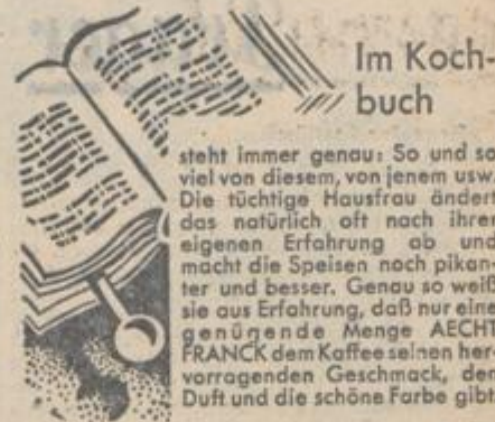 Im Koch-
buch
steht immer genau: So und so
viel von diesem, von jenem usw.
Die tüchtige Hausfrau ändert
das natürlich oft nach ihrer
eigenen Erfahrung ab und
macht die Speisen noch pikan-
ter und besser. Genau so weiß
sie aus Erfahrung, daß nur eine
genügende Menge AECHT
FRANCK dem Kaffee seinen her-
vorragenden Geschmack, den
Duft und die schöne Farbe gibt